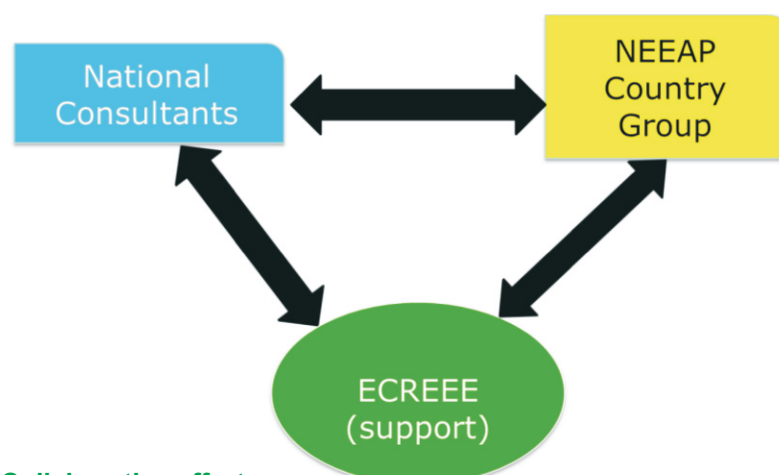 National
Consultants
NEEAP
Country
Group
ECREEE
(support)